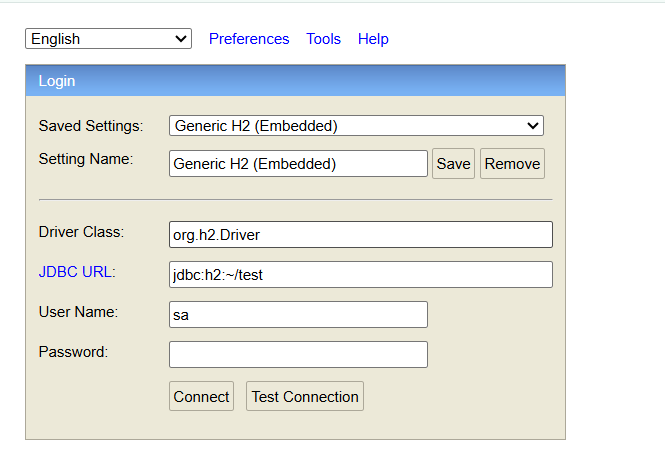 English Preferences Tools Help
Login
Saved Settings: Generic H2 (Embedded)
Setting Name: Generic H2 (Embedded) Save Remove
Driver Class: org.h2.Driver
JDBC URL: jdbc:h2:~/test
User Name: sa
Password:
Connect Test Connection